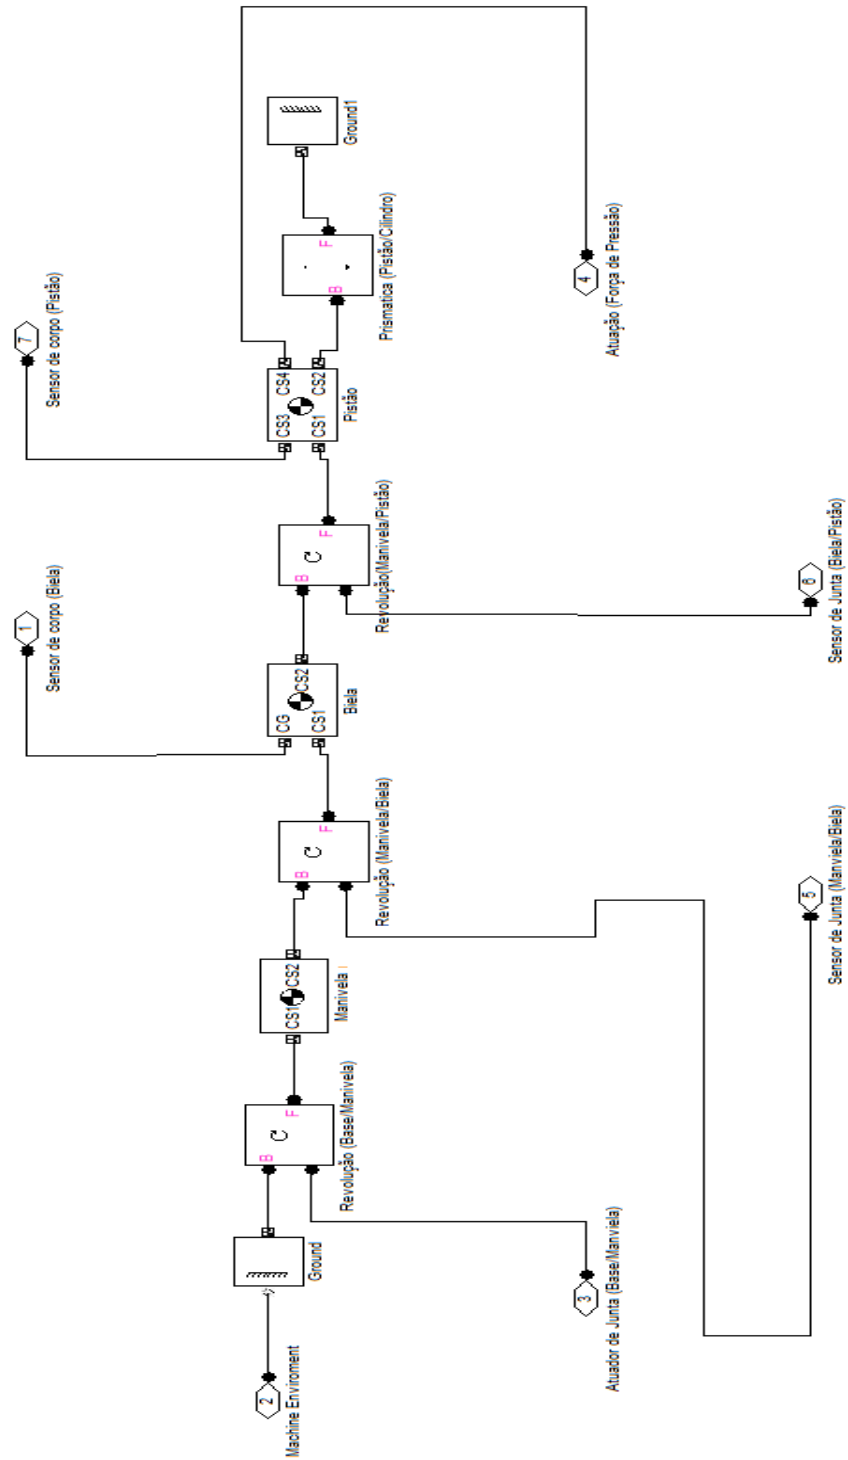 1
Sensor de corpo (Biela)
7
Sensor de corpo (Pistão)
2
Machine Enviroment
Ground
B
F
Revolução (Base/Manivela)
CS1
CS2
Manivela
B
F
Revolução (Manivela/Biela)
CG
CS1
CS2
Biela
B
F
Revolução(Manivela/Pistão)
CS3
CS4
CS1
CS2
Pistão
B
F
Prismatica (Pistão/Cilindro)
Ground1
3
Atuador de Junta (Base/Manviela)
4
Atuação (Força de Pressão)
5
Sensor de Junta (Manviela/Biela)
6
Sensor de Junta (Biela/Pistão)